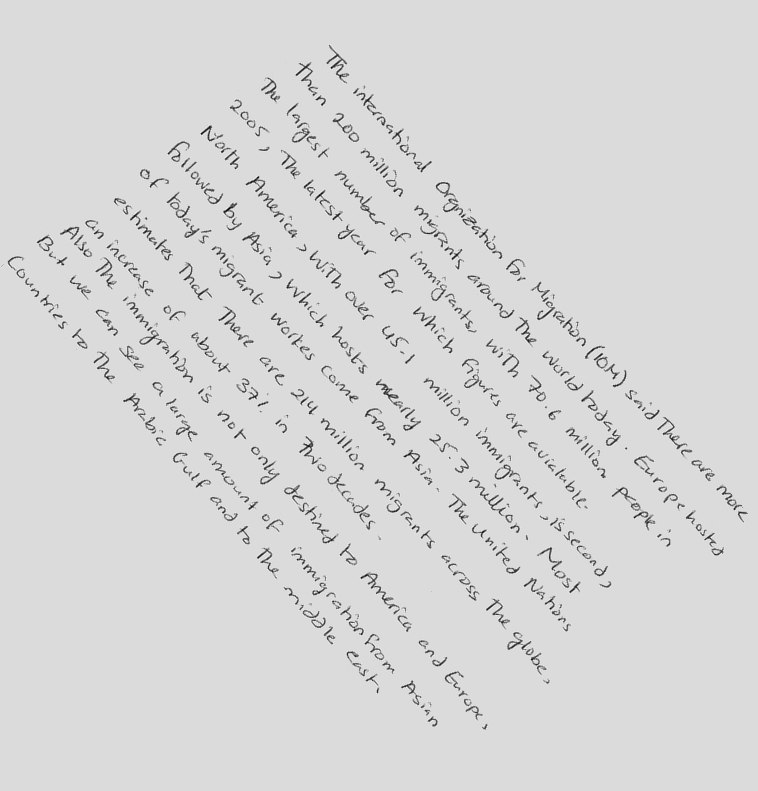 The international Orgnization for Migration (IOM) said There are more
than 200 million migrants around The world today. Europe hosted
The largest number of immigrants, with 70.6 million people in
2005, The latest year for which figures are avialable.
North America, with over 45.1 million immigrants, is second,
followed by Asia, which hosts nearly 25.3 million. Most
of today's migrant workes come from Asia. The United Nations
estimates That There are 214 million migrants across The globe,
an increase of about 37% in two decades.
Also The immigration is not only destined to America and Europe,
But we can see a large amount of immigration from Asian
Countries to The Arabic Gulf and to The middle east.